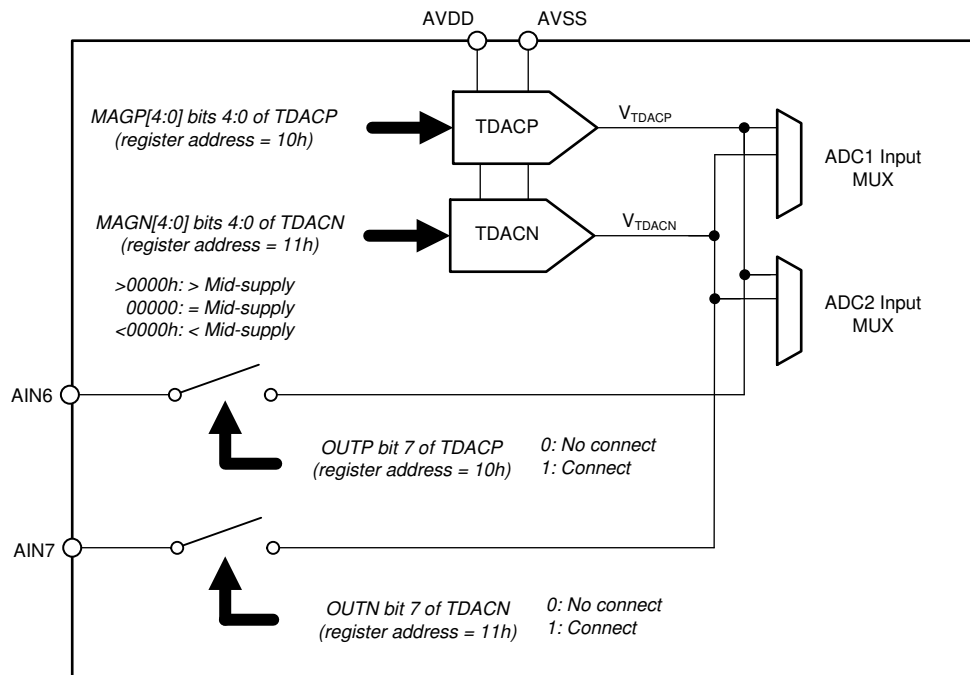 AVDD AVSS
MAGP[4:0] bits 4:0 of TDACP
(register address = 10h)
TDACP
VTDACP
ADC1 Input
MUX
MAGN[4:0] bits 4:0 of TDACN
(register address = 11h)
TDACN
VTDACN
>0000h: > Mid-supply
00000: = Mid-supply
<0000h: < Mid-supply
ADC2 Input
MUX
AIN6
OUTP bit 7 of TDACP
(register address = 10h)
0: No connect
1: Connect
AIN7
OUTN bit 7 of TDACN
(register address = 11h)
0: No connect
1: Connect